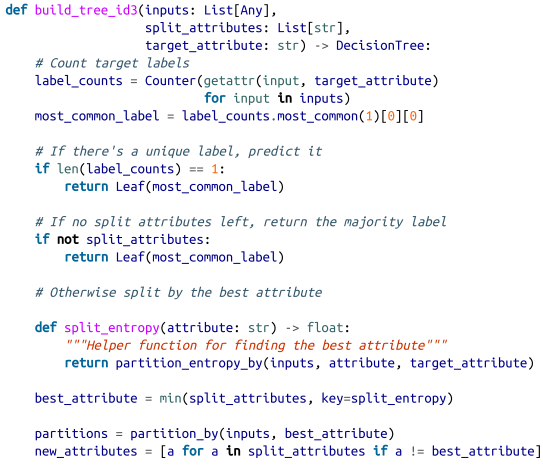 def build_tree_id3(inputs: List[Any],
                   split_attributes: List[str],
                   target_attribute: str) -> DecisionTree:
    # Count target labels
    label_counts = Counter(getattr(input, target_attribute)
                           for input in inputs)
    most_common_label = label_counts.most_common(1)[0][0]

    # If there's a unique label, predict it
    if len(label_counts) == 1:
        return Leaf(most_common_label)

    # If no split attributes left, return the majority label
    if not split_attributes:
        return Leaf(most_common_label)

    # Otherwise split by the best attribute

    def split_entropy(attribute: str) -> float:
        """Helper function for finding the best attribute"""
        return partition_entropy_by(inputs, attribute, target_attribute)

    best_attribute = min(split_attributes, key=split_entropy)

    partitions = partition_by(inputs, best_attribute)
    new_attributes = [a for a in split_attributes if a != best_attribute]